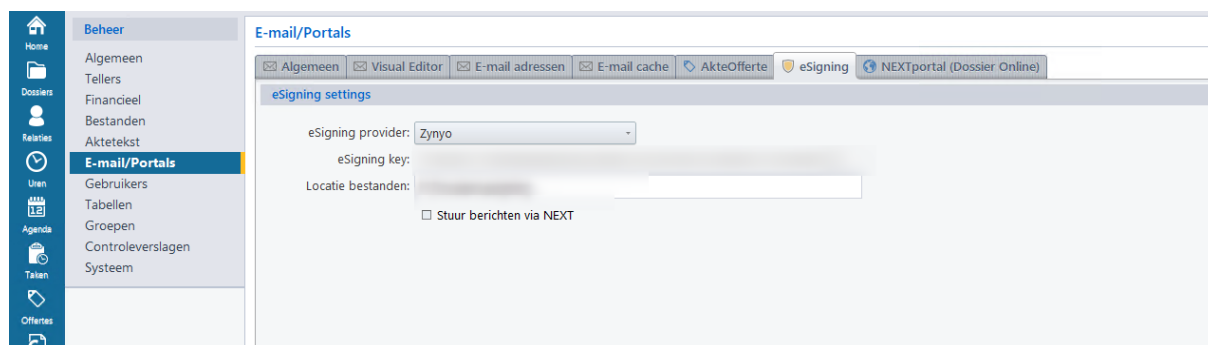 Home
Dossiers
Relaties
Uren
12
Agenda
Taken
Offertes
Beheer
Algemeen
Tellers
Financieel
Bestanden
Aktetekst
E-mail/Portals
Gebruikers
Tabellen
Groepen
Controleverslagen
Systeem
E-mail/Portals
Algemeen Visual Editor E-mail adressen E-mail cache AkteOfferte eSigning NEXTportal (Dossier Online)
eSigning settings
eSigning provider: Zynyo
eSigning key:
Locatie bestanden:
Stuur berichten via NEXT